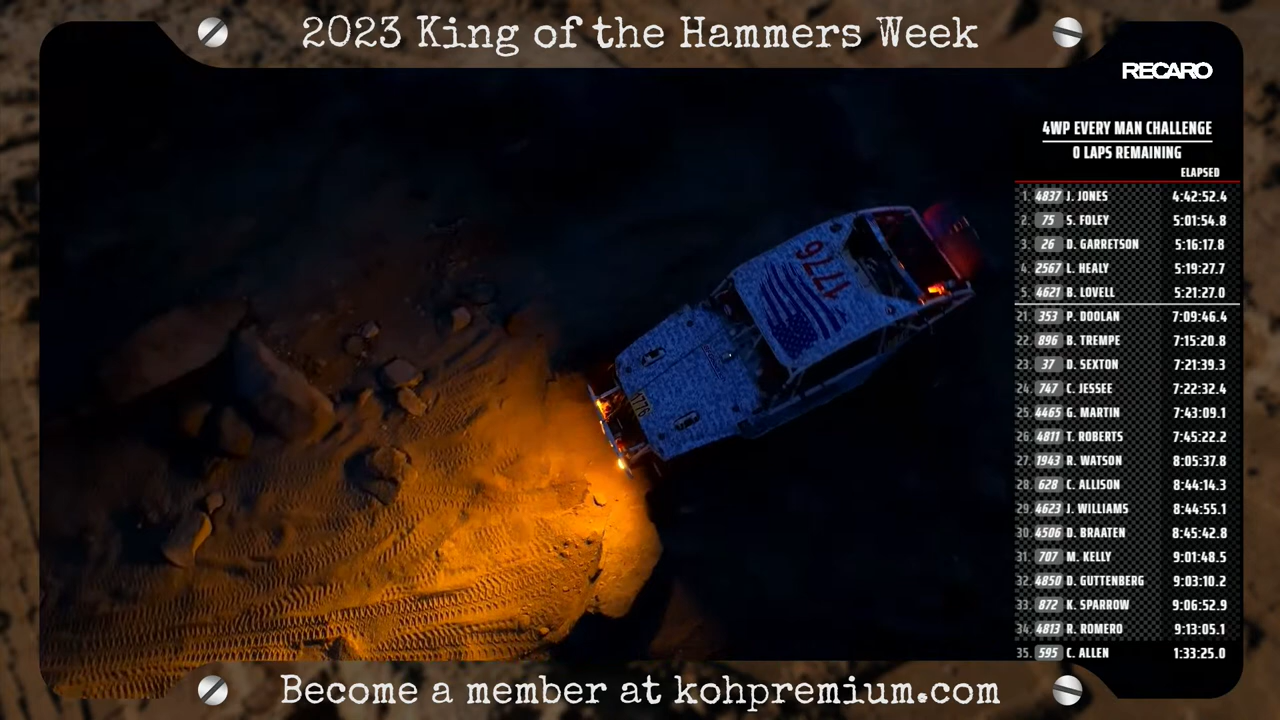 2023 King of the Hammers Week
RECARO
4WP EVERY MAN CHALLENGE
0 LAPS REMAINING
ELAPSED
1. 4837 J. JONES 4:42:52.4
2. 75 S. FOLEY 5:01:54.8
3. 26 D. GARRETSON 5:16:17.8
4. 2567 L. HEALY 5:19:27.7
5. 4621 B. LOVELL 5:21:27.0
21. 353 P. DOOLAN 7:09:46.4
22. 896 B. TREMPE 7:15:20.8
23. 37 D. SEXTON 7:21:39.3
24. 747 C. JESSEE 7:22:32.4
25. 4465 G. MARTIN 7:43:09.1
26. 4811 T. ROBERTS 7:45:22.2
27. 1943 R. WATSON 8:05:37.8
28. 628 C. ALLISON 8:44:14.3
29. 4623 J. WILLIAMS 8:44:55.1
30. 4506 D. BRAATEN 8:45:42.8
31. 707 M. KELLY 9:01:48.5
32. 4850 D. GUTTENBERG 9:03:10.2
33. 872 K. SPARROW 9:06:52.9
34. 4813 R. ROMERO 9:13:05.1
35. 595 C. ALLEN 1:33:25.0
1776
1776
Become a member at kohpremium.com